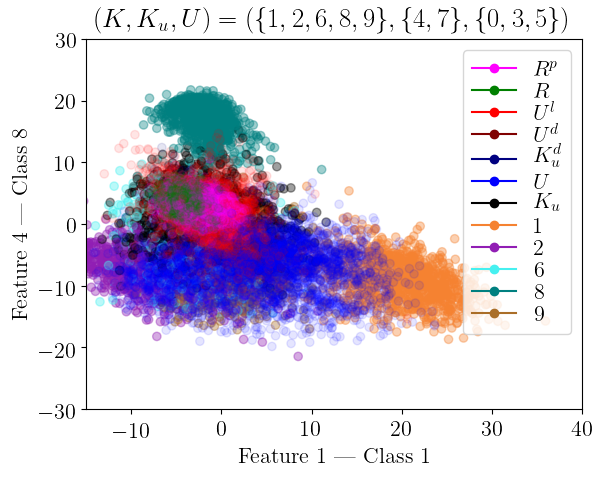 (K, K_u, U) = ({1, 2, 6, 8, 9}, {4, 7}, {0, 3, 5})
30
20
10
0
−10
−20
−30
Feature 4 — Class 8
R^p
R
U^l
U^d
K_u^d
U
K_u
1
2
6
8
9
−10
0
10
20
30
40
Feature 1 — Class 1